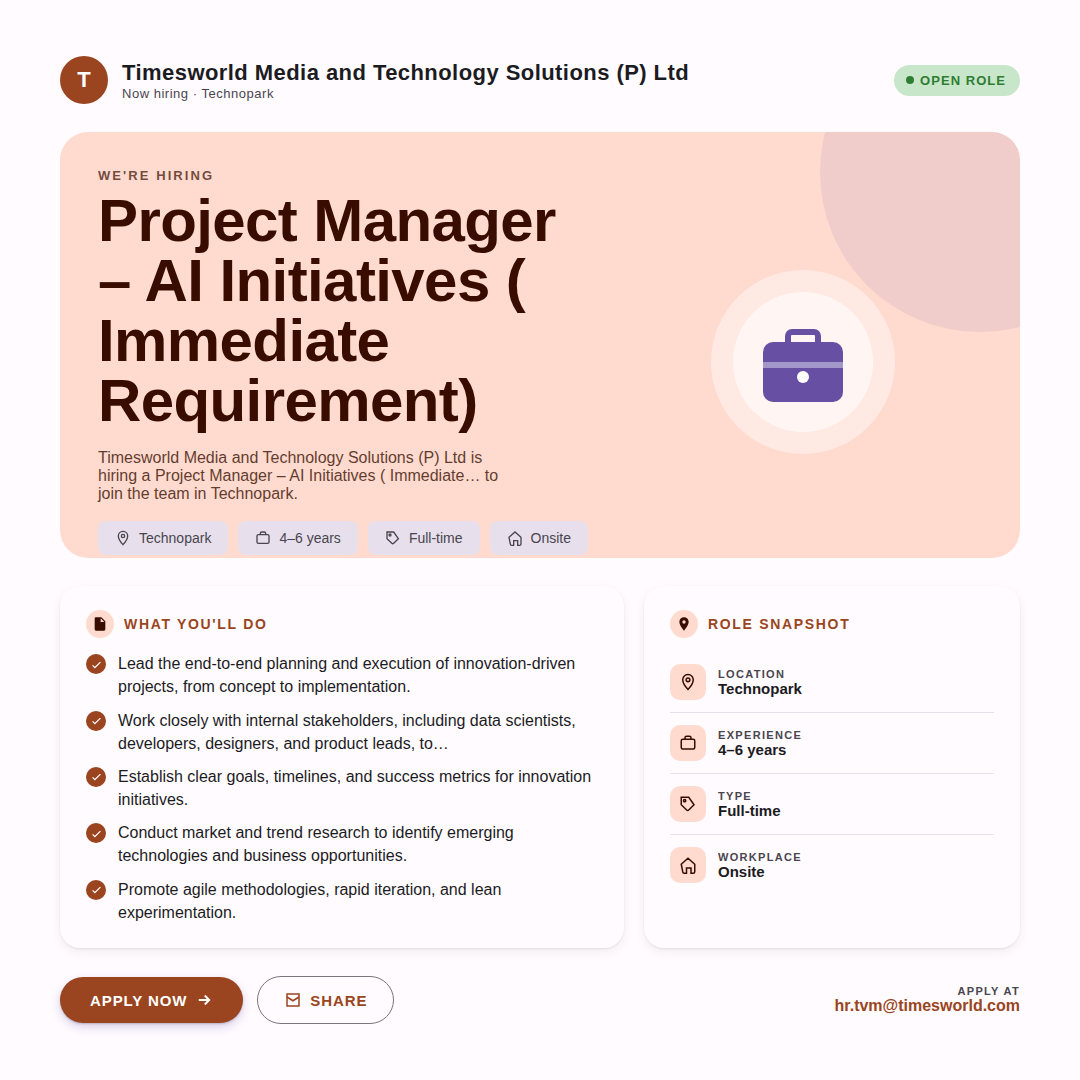 T
Timesworld Media and Technology Solutions (P) Ltd
Now hiring · Technopark
OPEN ROLE
WE'RE HIRING
Project Manager
– AI Initiatives (
Immediate
Requirement)
Timesworld Media and Technology Solutions (P) Ltd is
hiring a Project Manager – AI Initiatives ( Immediate… to
join the team in Technopark.
Technopark
4–6 years
Full-time
Onsite
WHAT YOU'LL DO
Lead the end-to-end planning and execution of innovation-driven
projects, from concept to implementation.
Work closely with internal stakeholders, including data scientists,
developers, designers, and product leads, to…
Establish clear goals, timelines, and success metrics for innovation
initiatives.
Conduct market and trend research to identify emerging
technologies and business opportunities.
Promote agile methodologies, rapid iteration, and lean
experimentation.
ROLE SNAPSHOT
LOCATION
Technopark
EXPERIENCE
4–6 years
TYPE
Full-time
WORKPLACE
Onsite
APPLY NOW
SHARE
APPLY AT
hr.tvm@timesworld.com